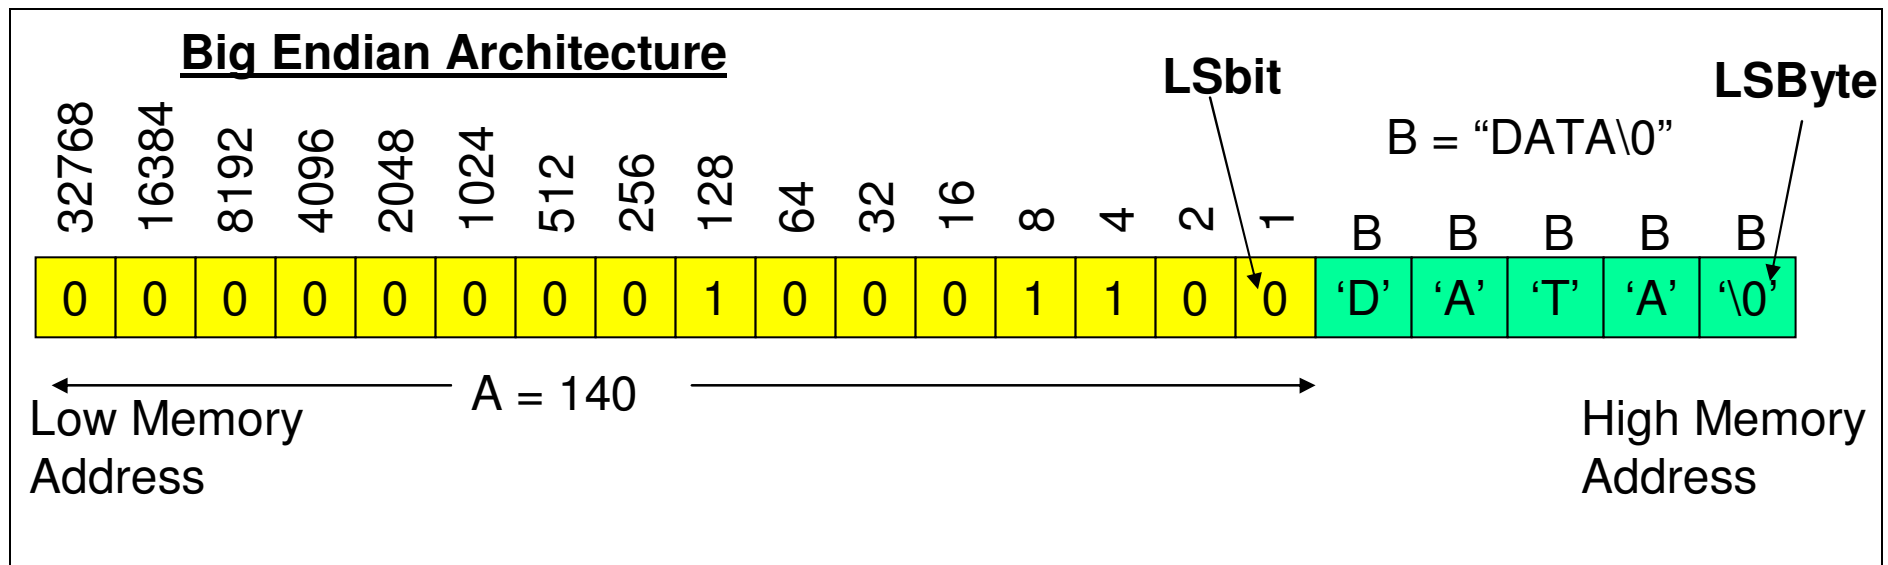 Big Endian Architecture
LSbit
LSByte
B = “DATA\0”
32768 16384 8192 4096 2048 1024 512 256 128 64 32 16 8 4 2 1 B B B B B
0 0 0 0 0 0 0 0 1 0 0 0 1 1 0 0 ‘D’ ‘A’ ‘T’ ‘A’ ‘\0’
A = 140
Low Memory
Address
High Memory
Address